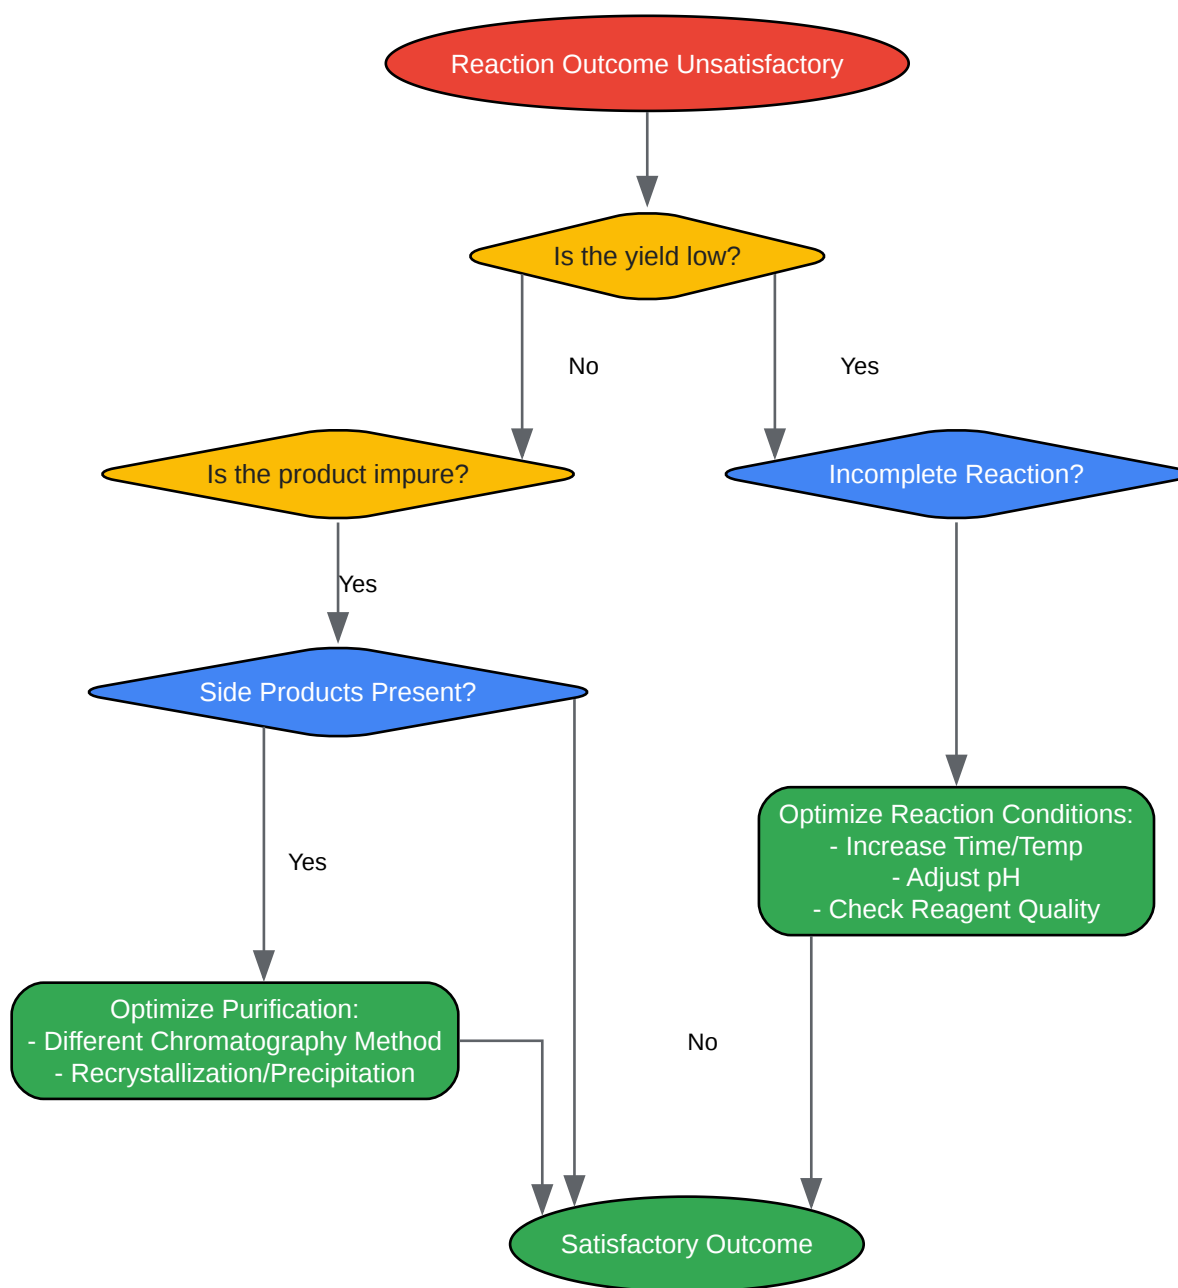 Reaction Outcome Unsatisfactory
Is the yield low?
No
Yes
Is the product impure?
Incomplete Reaction?
Yes
Side Products Present?
Optimize Reaction Conditions:
- Increase Time/Temp
- Adjust pH
- Check Reagent Quality
Yes
Optimize Purification:
- Different Chromatography Method
- Recrystallization/Precipitation
No
Satisfactory Outcome